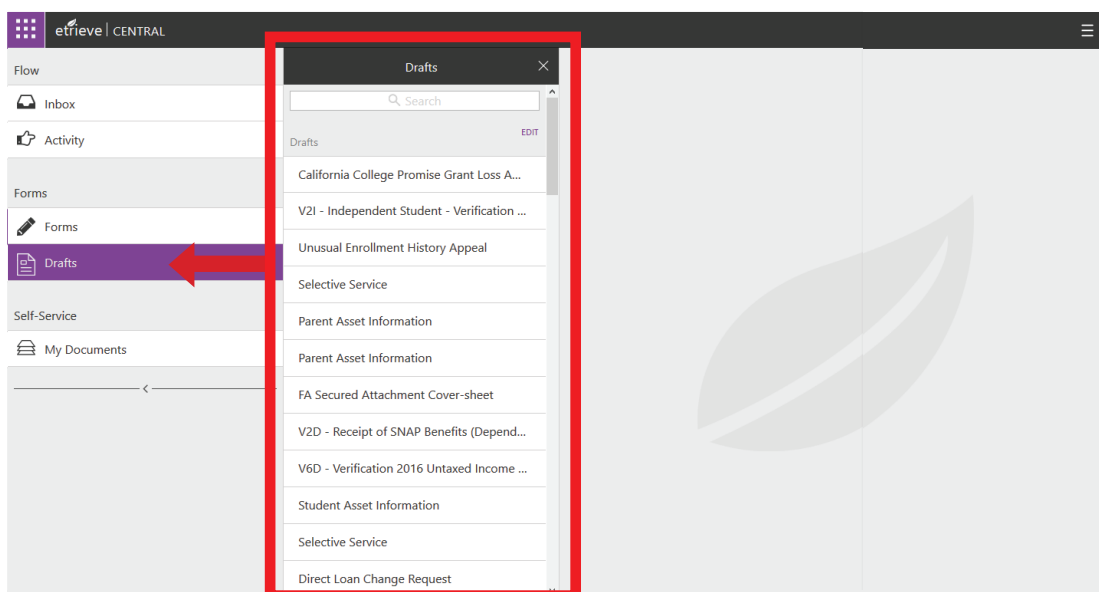 etrieve | CENTRAL
Flow
Inbox
Activity
Forms
Forms
Drafts
Self-Service
My Documents
Drafts
Search
EDIT
Drafts
California College Promise Grant Loss A...
V2I - Independent Student - Verification ...
Unusual Enrollment History Appeal
Selective Service
Parent Asset Information
Parent Asset Information
FA Secured Attachment Cover-sheet
V2D - Receipt of SNAP Benefits (Depend...
V6D - Verification 2016 Untaxed Income ...
Student Asset Information
Selective Service
Direct Loan Change Request